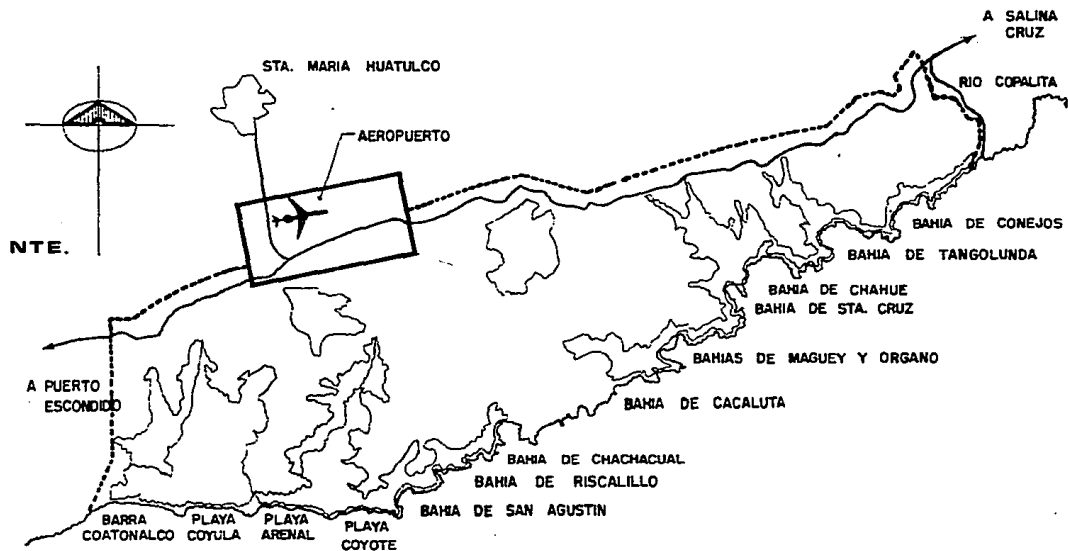 A SALINA
CRUZ
STA. MARIA HUATULCO
RIO COPALITA
AEROPUERTO
BAHIA DE CONEJOS
NTE.
BAHIA DE TANGOLUNDA
BAHIA DE CHAHUE
BAHIA DE STA. CRUZ
BAHIAS DE MAGUEY Y ORGANO
A PUERTO
ESCONDIDO
BAHIA DE CACALUTA
BAHIA DE CHACHACUAL
BAHIA DE RISCALILLO
BAHIA DE SAN AGUSTIN
BARRA
COATONALCO
PLAYA
COYULA
PLAYA
ARENAL
PLAYA
COYOTE